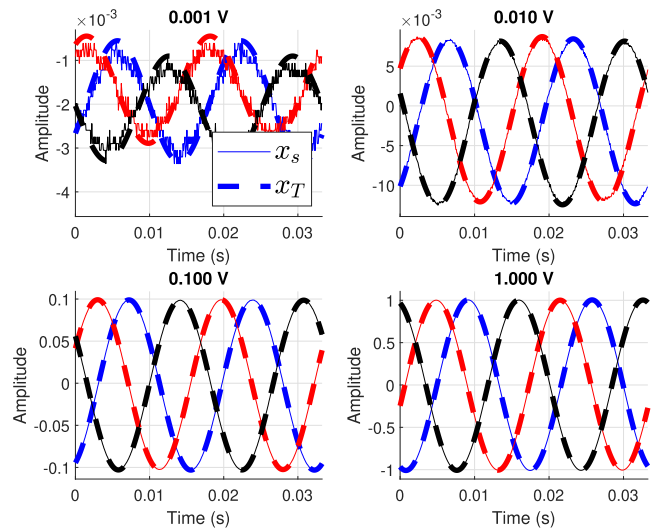 ×10⁻³
0.001 V
-1
-2
-3
-4
Amplitude
0
0.01
0.02
0.03
Time (s)
x_s
x_T
×10⁻³
0.010 V
5
0
-5
-10
Amplitude
0
0.01
0.02
0.03
Time (s)
0.100 V
0.1
0.05
0
-0.05
-0.1
Amplitude
0
0.01
0.02
0.03
Time (s)
1.000 V
1
0.5
0
-0.5
-1
Amplitude
0
0.01
0.02
0.03
Time (s)